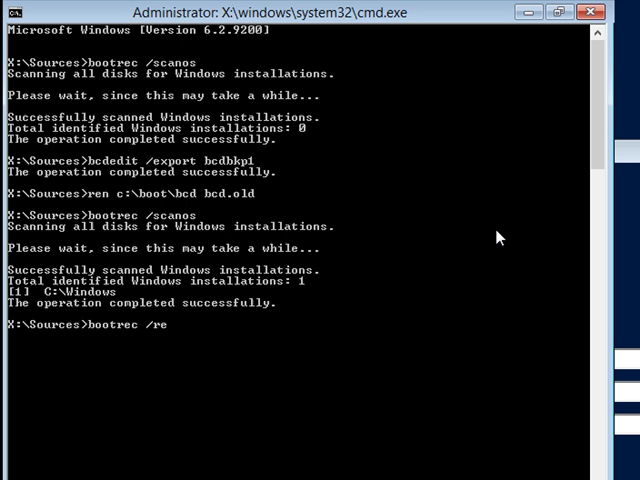 Administrator: X:\windows\system32\cmd.exe
Microsoft Windows [Version 6.2.9200]
X:\Sources>bootrec /scanos
Scanning all disks for Windows installations.
Please wait, since this may take a while...
Successfully scanned Windows installations.
Total identified Windows installations: 0
The operation completed successfully.
X:\Sources>bcdedit /export bcdbkp1
The operation completed successfully.
X:\Sources>ren c:\boot\bcd bcd.old
X:\Sources>bootrec /scanos
Scanning all disks for Windows installations.
Please wait, since this may take a while...
Successfully scanned Windows installations.
Total identified Windows installations: 1
[1]  C:\Windows
The operation completed successfully.
X:\Sources>bootrec /re